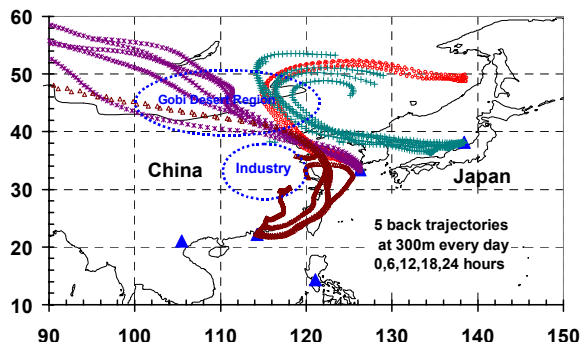 60
50
40
30
20
10
Gobi Desert Region
China
Industry
Japan
5 back trajectories
at 300m every day
0,6,12,18,24 hours
90 100 110 120 130 140 150